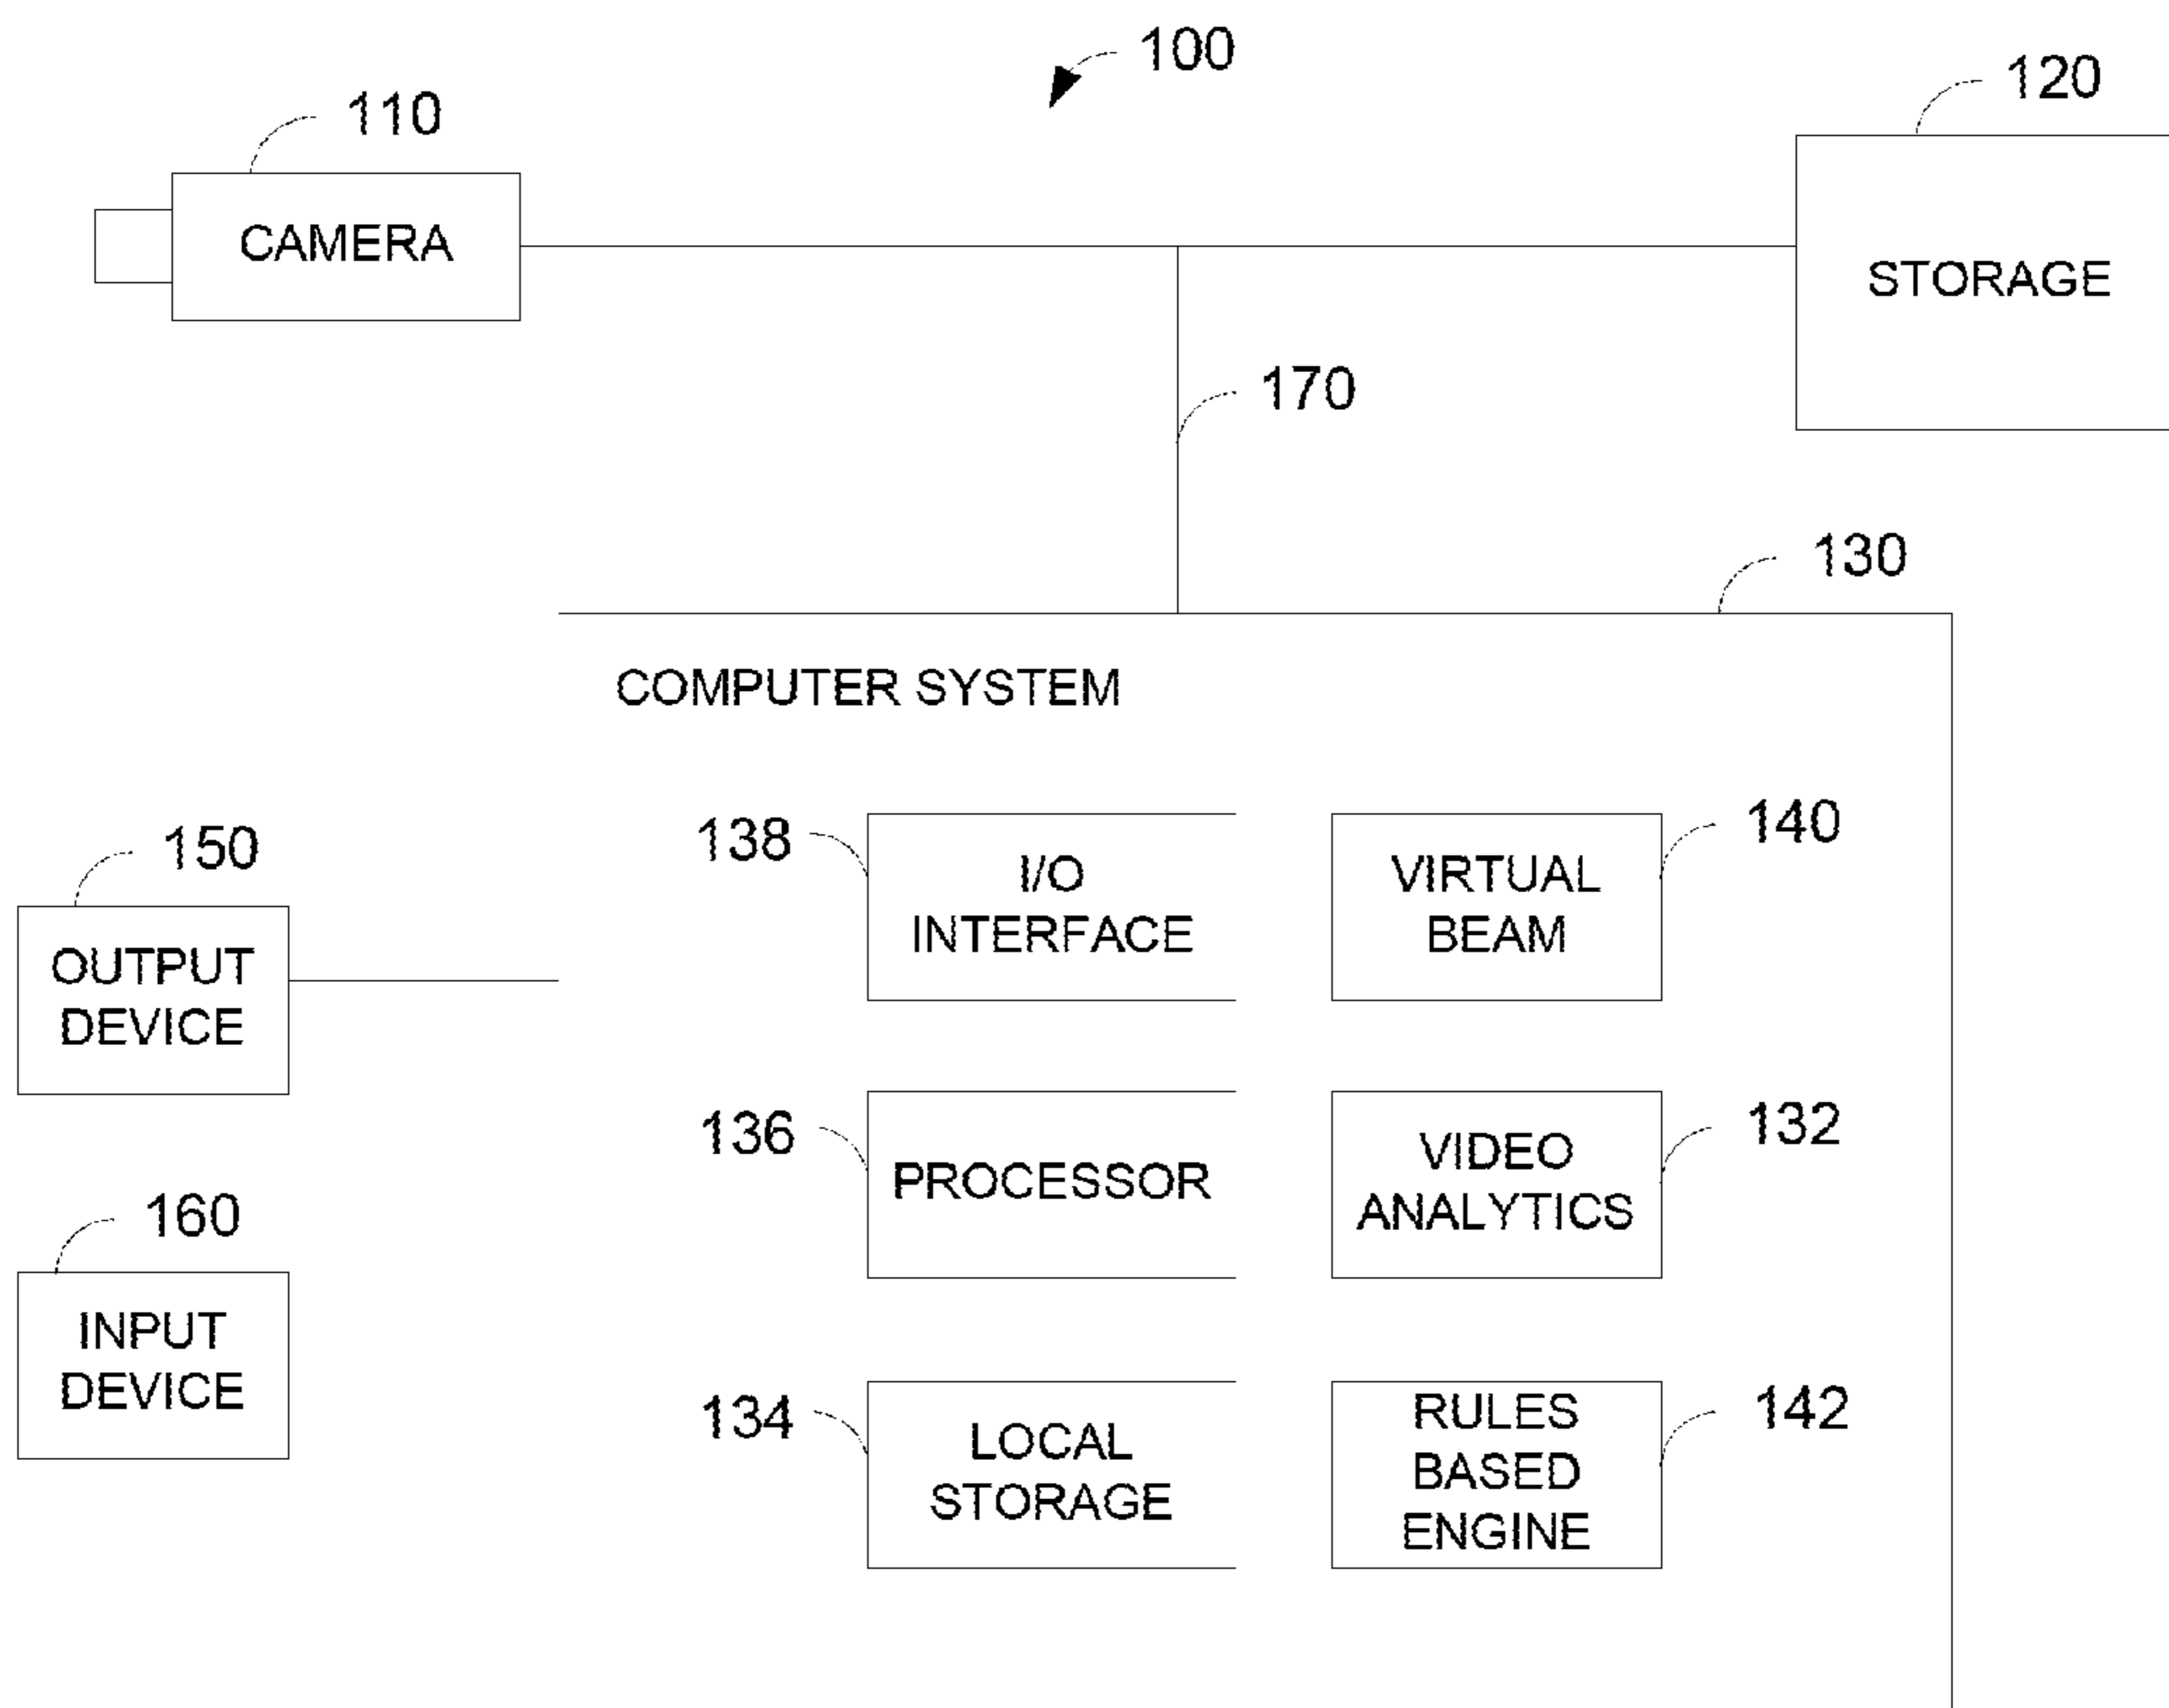 100
110
120
CAMERA
STORAGE
170
130
COMPUTER SYSTEM
138
I/O
INTERFACE
VIRTUAL
BEAM
140
150
OUTPUT
DEVICE
136
PROCESSOR
VIDEO
ANALYTICS
132
160
INPUT
DEVICE
134
LOCAL
STORAGE
RULES
BASED
ENGINE
142